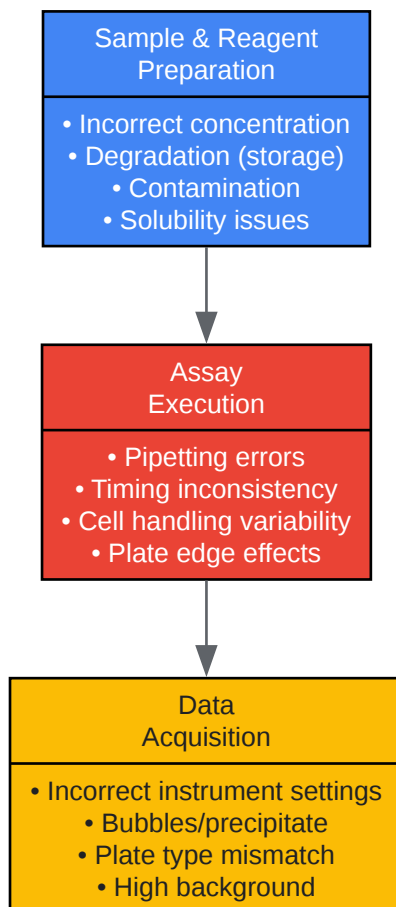 Sample & Reagent
Preparation
• Incorrect concentration
• Degradation (storage)
• Contamination
• Solubility issues
Assay
Execution
• Pipetting errors
• Timing inconsistency
• Cell handling variability
• Plate edge effects
Data
Acquisition
• Incorrect instrument settings
• Bubbles/precipitate
• Plate type mismatch
• High background